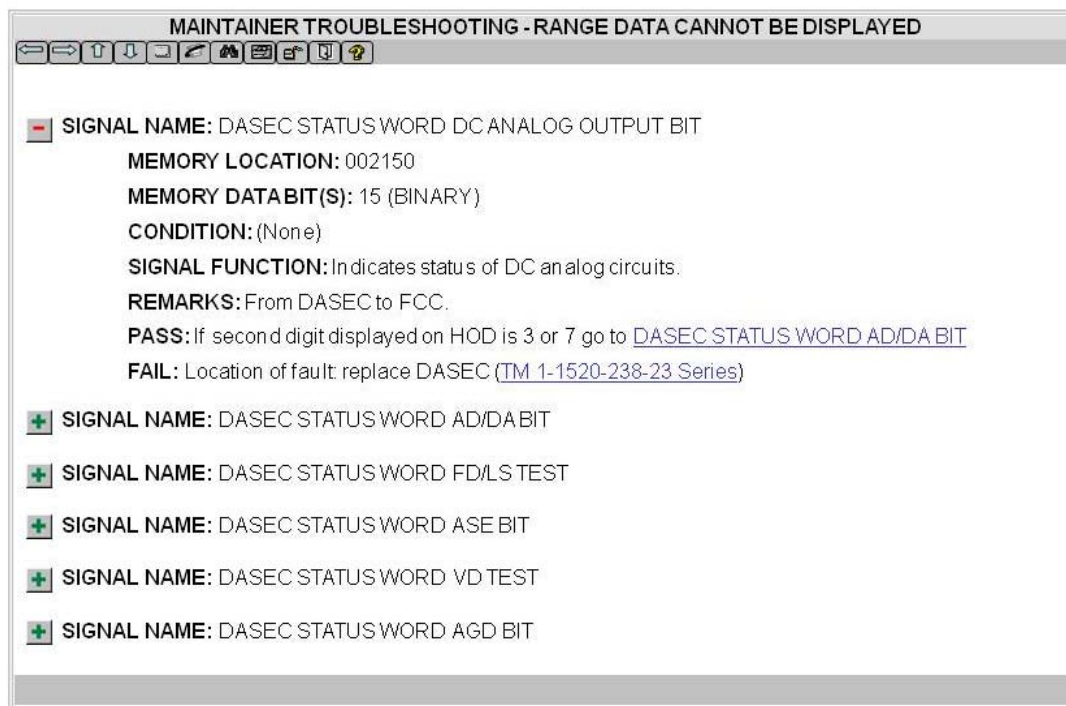 MAINTAINER TROUBLESHOOTING - RANGE DATA CANNOT BE DISPLAYED
SIGNAL NAME: DASEC STATUS WORD DC ANALOG OUTPUT BIT
MEMORY LOCATION: 002150
MEMORY DATA BIT(S): 15 (BINARY)
CONDITION: (None)
SIGNAL FUNCTION: Indicates status of DC analog circuits.
REMARKS: From DASEC to FCC.
PASS: If second digit displayed on HOD is 3 or 7 go to DASEC STATUS WORD AD/DA BIT
FAIL: Location of fault: replace DASEC (TM 1-1520-238-23 Series)
SIGNAL NAME: DASEC STATUS WORD AD/DA BIT
SIGNAL NAME: DASEC STATUS WORD FD/LS TEST
SIGNAL NAME: DASEC STATUS WORD ASE BIT
SIGNAL NAME: DASEC STATUS WORD VD TEST
SIGNAL NAME: DASEC STATUS WORD AGD BIT